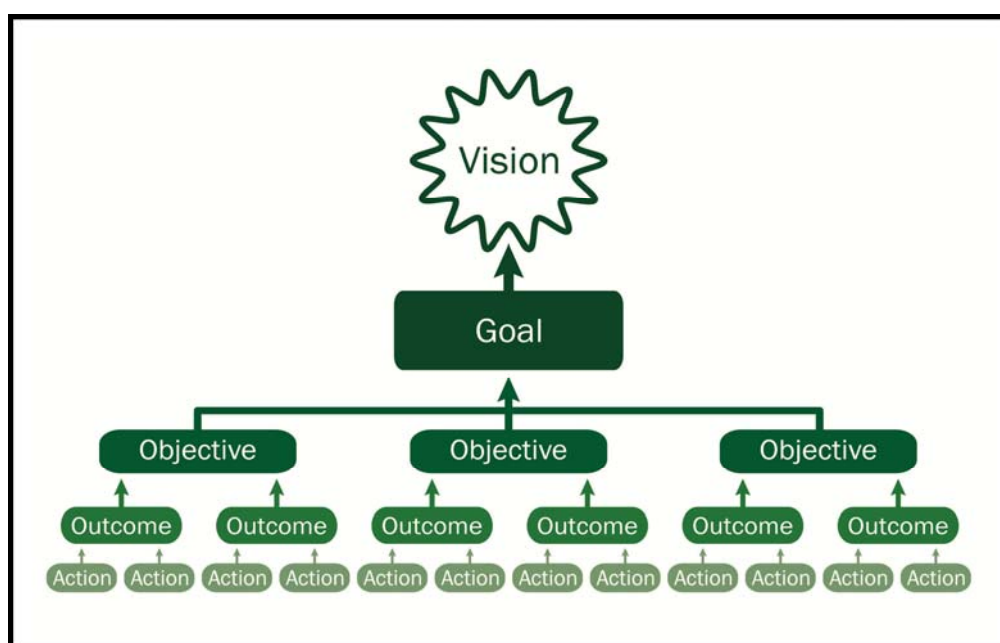 Vision
Goal
Objective Objective Objective
Outcome Outcome Outcome Outcome Outcome Outcome
Action Action Action Action Action Action Action Action Action Action Action Action